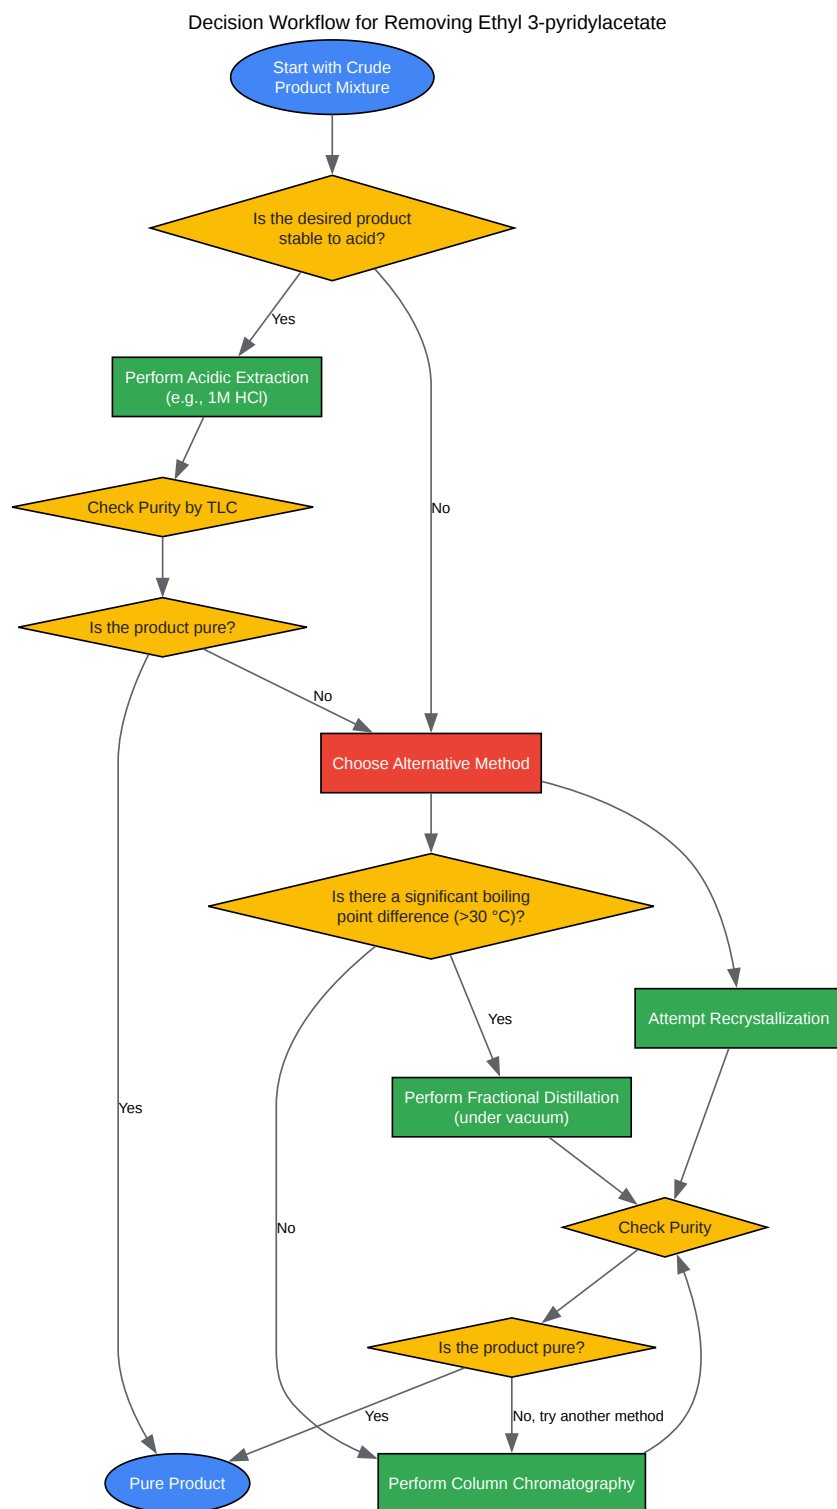 Decision Workflow for Removing Ethyl 3-pyridylacetate
Start with Crude
Product Mixture
Is the desired product
stable to acid?
Yes
Perform Acidic Extraction
(e.g., 1M HCl)
Check Purity by TLC
No
Is the product pure?
No
Choose Alternative Method
Is there a significant boiling
point difference (>30 °C)?
Yes
Attempt Recrystallization
Perform Fractional Distillation
(under vacuum)
Yes
No
Check Purity
Is the product pure?
Yes
No, try another method
Pure Product
Perform Column Chromatography